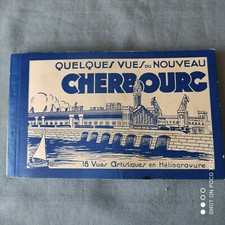 QUELQUES VUES DU NOUVEAU
CHERBOURG
18 Vues Artistiques en Héliogravure
SHOT ON POCO